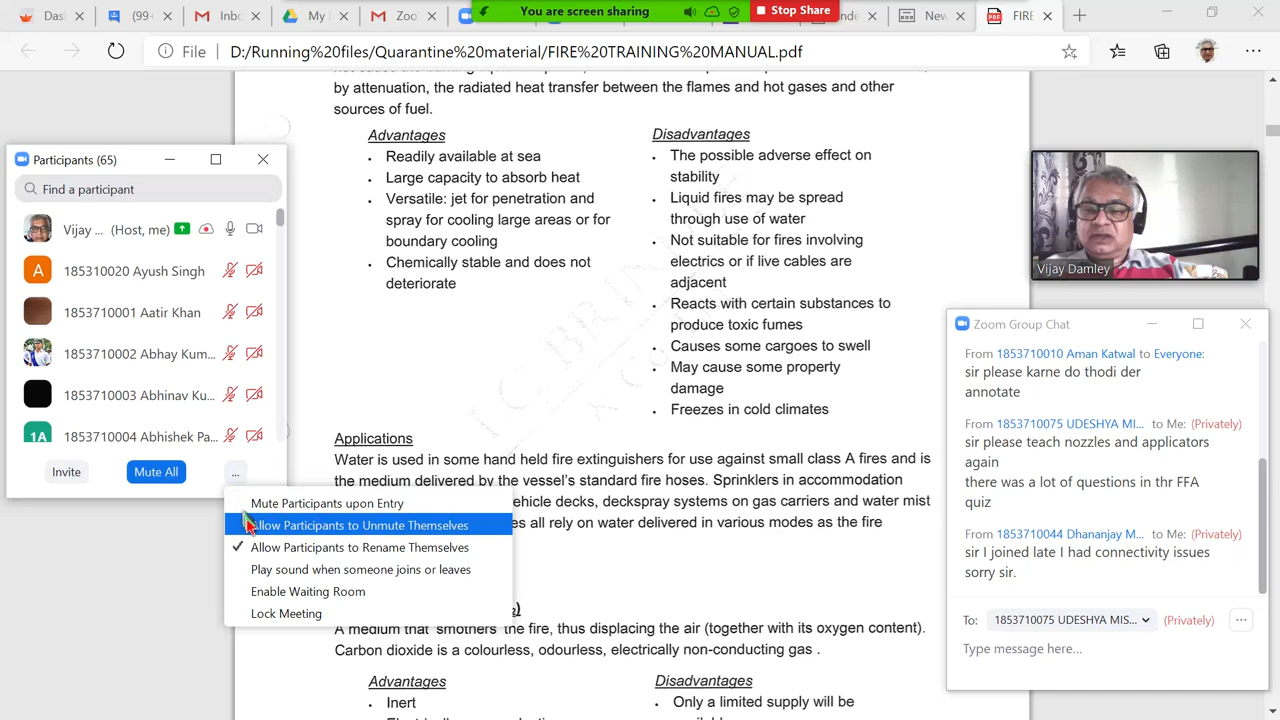 Da
(99
Inb
Particip
Zoo
You are screen sharing
Stop Share
nde
New
FIRE
File
D:/Running%20files/Quarantine%20material/FIRE%20TRAINING%20MANUAL.pdf
by attenuation, the radiated heat transfer between the flames and hot gases and other
sources of fuel.
Advantages
Readily available at sea
Large capacity to absorb heat
Versatile: jet for penetration and
spray for cooling large areas or for
boundary cooling
Chemically stable and does not
deteriorate
Disadvantages
The possible adverse effect on
stability
Liquid fires may be spread
through use of water
Not suitable for fires involving
electrics or if live cables are
adjacent
Reacts with certain substances to
produce toxic fumes
Causes some cargoes to swell
May cause some property
damage
Freezes in cold climates
Applications
Water is used in some hand held fire extinguishers for use against small class A fires and is
the medium delivered by the vessel's standard fire hoses. Sprinklers in accommodation
ehicle decks, deckspray systems on gas carriers and water mist
es all rely on water delivered in various modes as the fire
A medium that smothers the fire, thus displacing the air (together with its oxygen content).
Carbon dioxide is a colourless, odourless, electrically non-conducting gas .
Advantages
Inert
Disadvantages
Only a limited supply will be
Participants (65)
Find a participant
Vijay ... (Host, me)
A
185310020 Ayush Singh
1853710001 Aatir Khan
1853710002 Abhay Kum...
1853710003 Abhinav Ku...
1A
1853710004 Abhishek Pa...
Invite
Mute All
...
Mute Participants upon Entry
Allow Participants to Unmute Themselves
Allow Participants to Rename Themselves
Play sound when someone joins or leaves
Enable Waiting Room
Lock Meeting
Vijay Damley
Zoom Group Chat
From 1853710010 Aman Katwal to Everyone:
sir please karne do thodi der
annotate
From 1853710075 UDESHYA MI... to Me: (Privately)
sir please teach nozzles and applicators
again
there was a lot of questions in thr FFA
quiz
From 1853710044 Dhananjay M... to Me: (Privately)
sir I joined late I had connectivity issues
sorry sir.
To: 1853710075 UDESHYA MIS... (Privately)
Type message here...